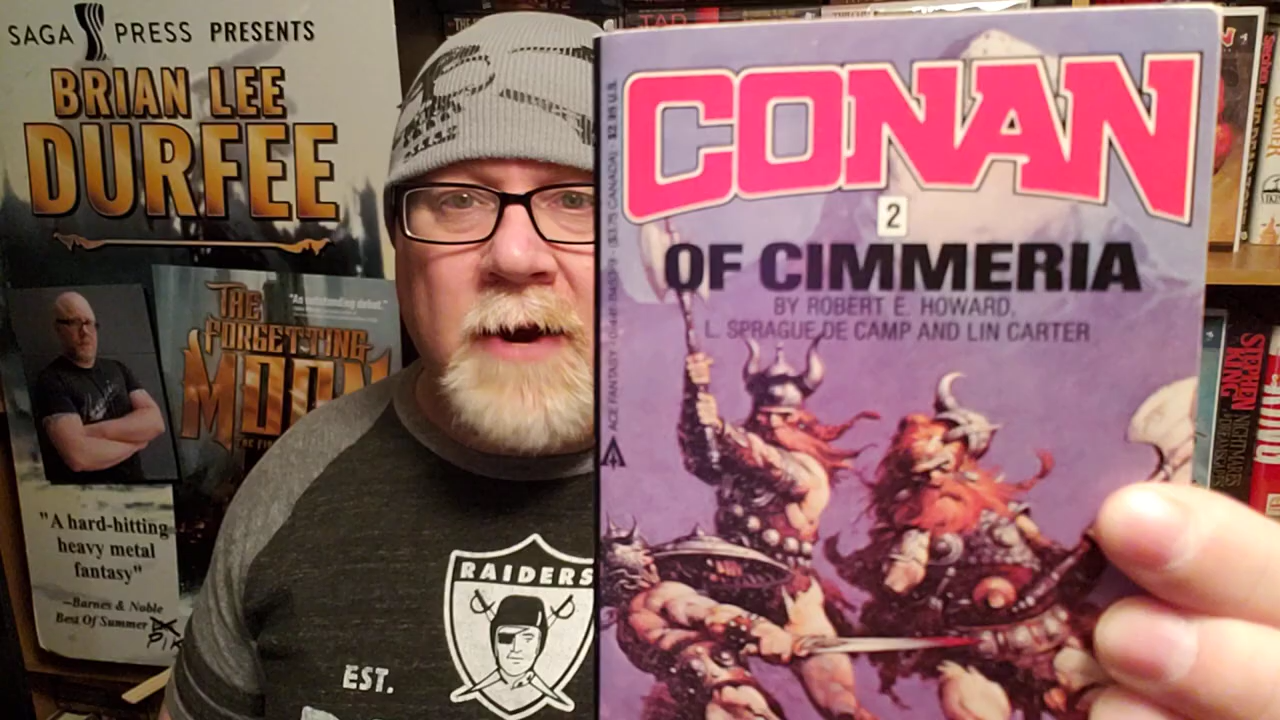 SAGA PRESS PRESENTS
BRIAN LEE
DURFEE
THE
"An outstanding debut."
FORGETTING
MOON
"A hard-hitting
heavy metal
fantasy"
—Barnes & Noble
Best Of Summer
RAIDERS
EST.
CONAN
2
OF CIMMERIA
BY ROBERT E. HOWARD,
L. SPRAGUE DE CAMP AND LIN CARTER
ACE FANTASY
($3.75 CANADA) • $2.95 U.S.
STEPHEN
KING
NIGHTMARES